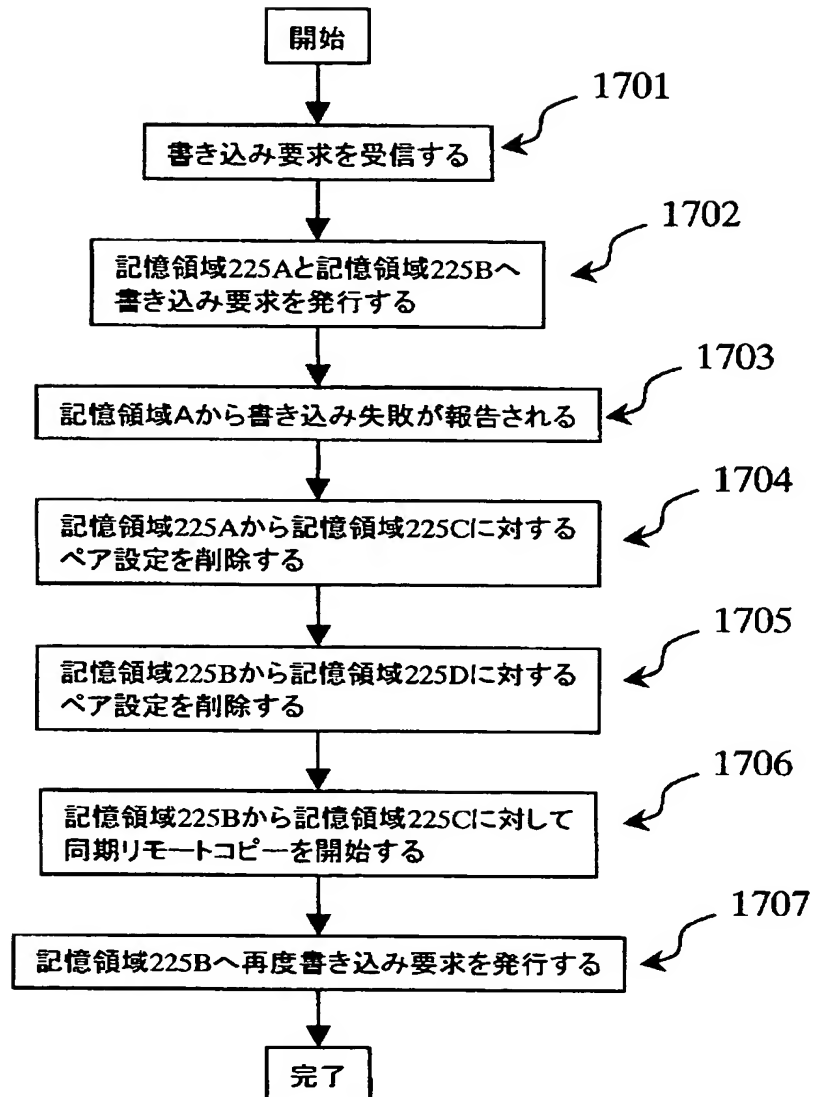 開始
1701
書き込み要求を受信する
1702
記憶領域225Aと記憶領域225Bへ
書き込み要求を発行する
1703
記憶領域Aから書き込み失敗が報告される
1704
記憶領域225Aから記憶領域225Cに対する
ペア設定を削除する
1705
記憶領域225Bから記憶領域225Dに対する
ペア設定を削除する
1706
記憶領域225Bから記憶領域225Cに対して
同期リモートコピーを開始する
1707
記憶領域225Bへ再度書き込み要求を発行する
完了